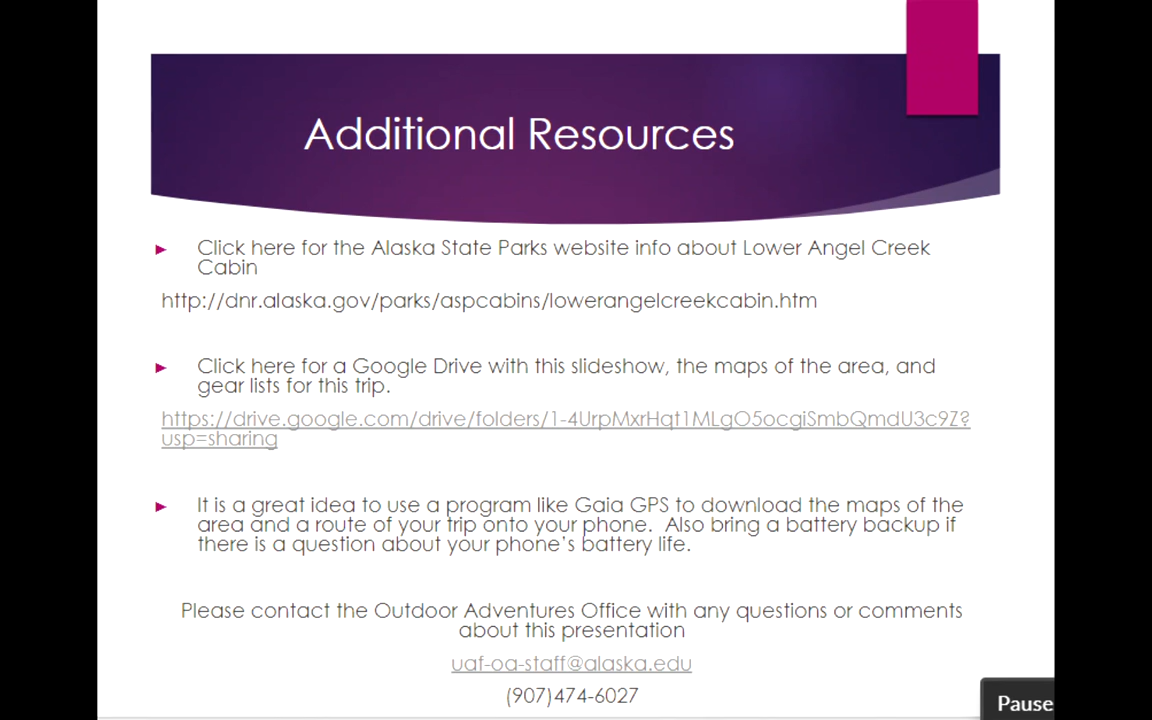 Additional Resources
Click here for the Alaska State Parks website info about Lower Angel Creek
Cabin
http://dnr.alaska.gov/parks/aspcabins/lowerangelcreekcabin.htm
Click here for a Google Drive with this slideshow, the maps of the area, and
gear lists for this trip.
https://drive.google.com/drive/folders/1-4UrpMxrHqt1MLgO5ocgiSmbQmdU3c9Z?
usp=sharing
It is a great idea to use a program like Gaia GPS to download the maps of the
area and a route of your trip onto your phone.  Also bring a battery backup if
there is a question about your phone's battery life.
Please contact the Outdoor Adventures Office with any questions or comments
about this presentation
uaf-oa-staff@alaska.edu
(907)474-6027
Pause